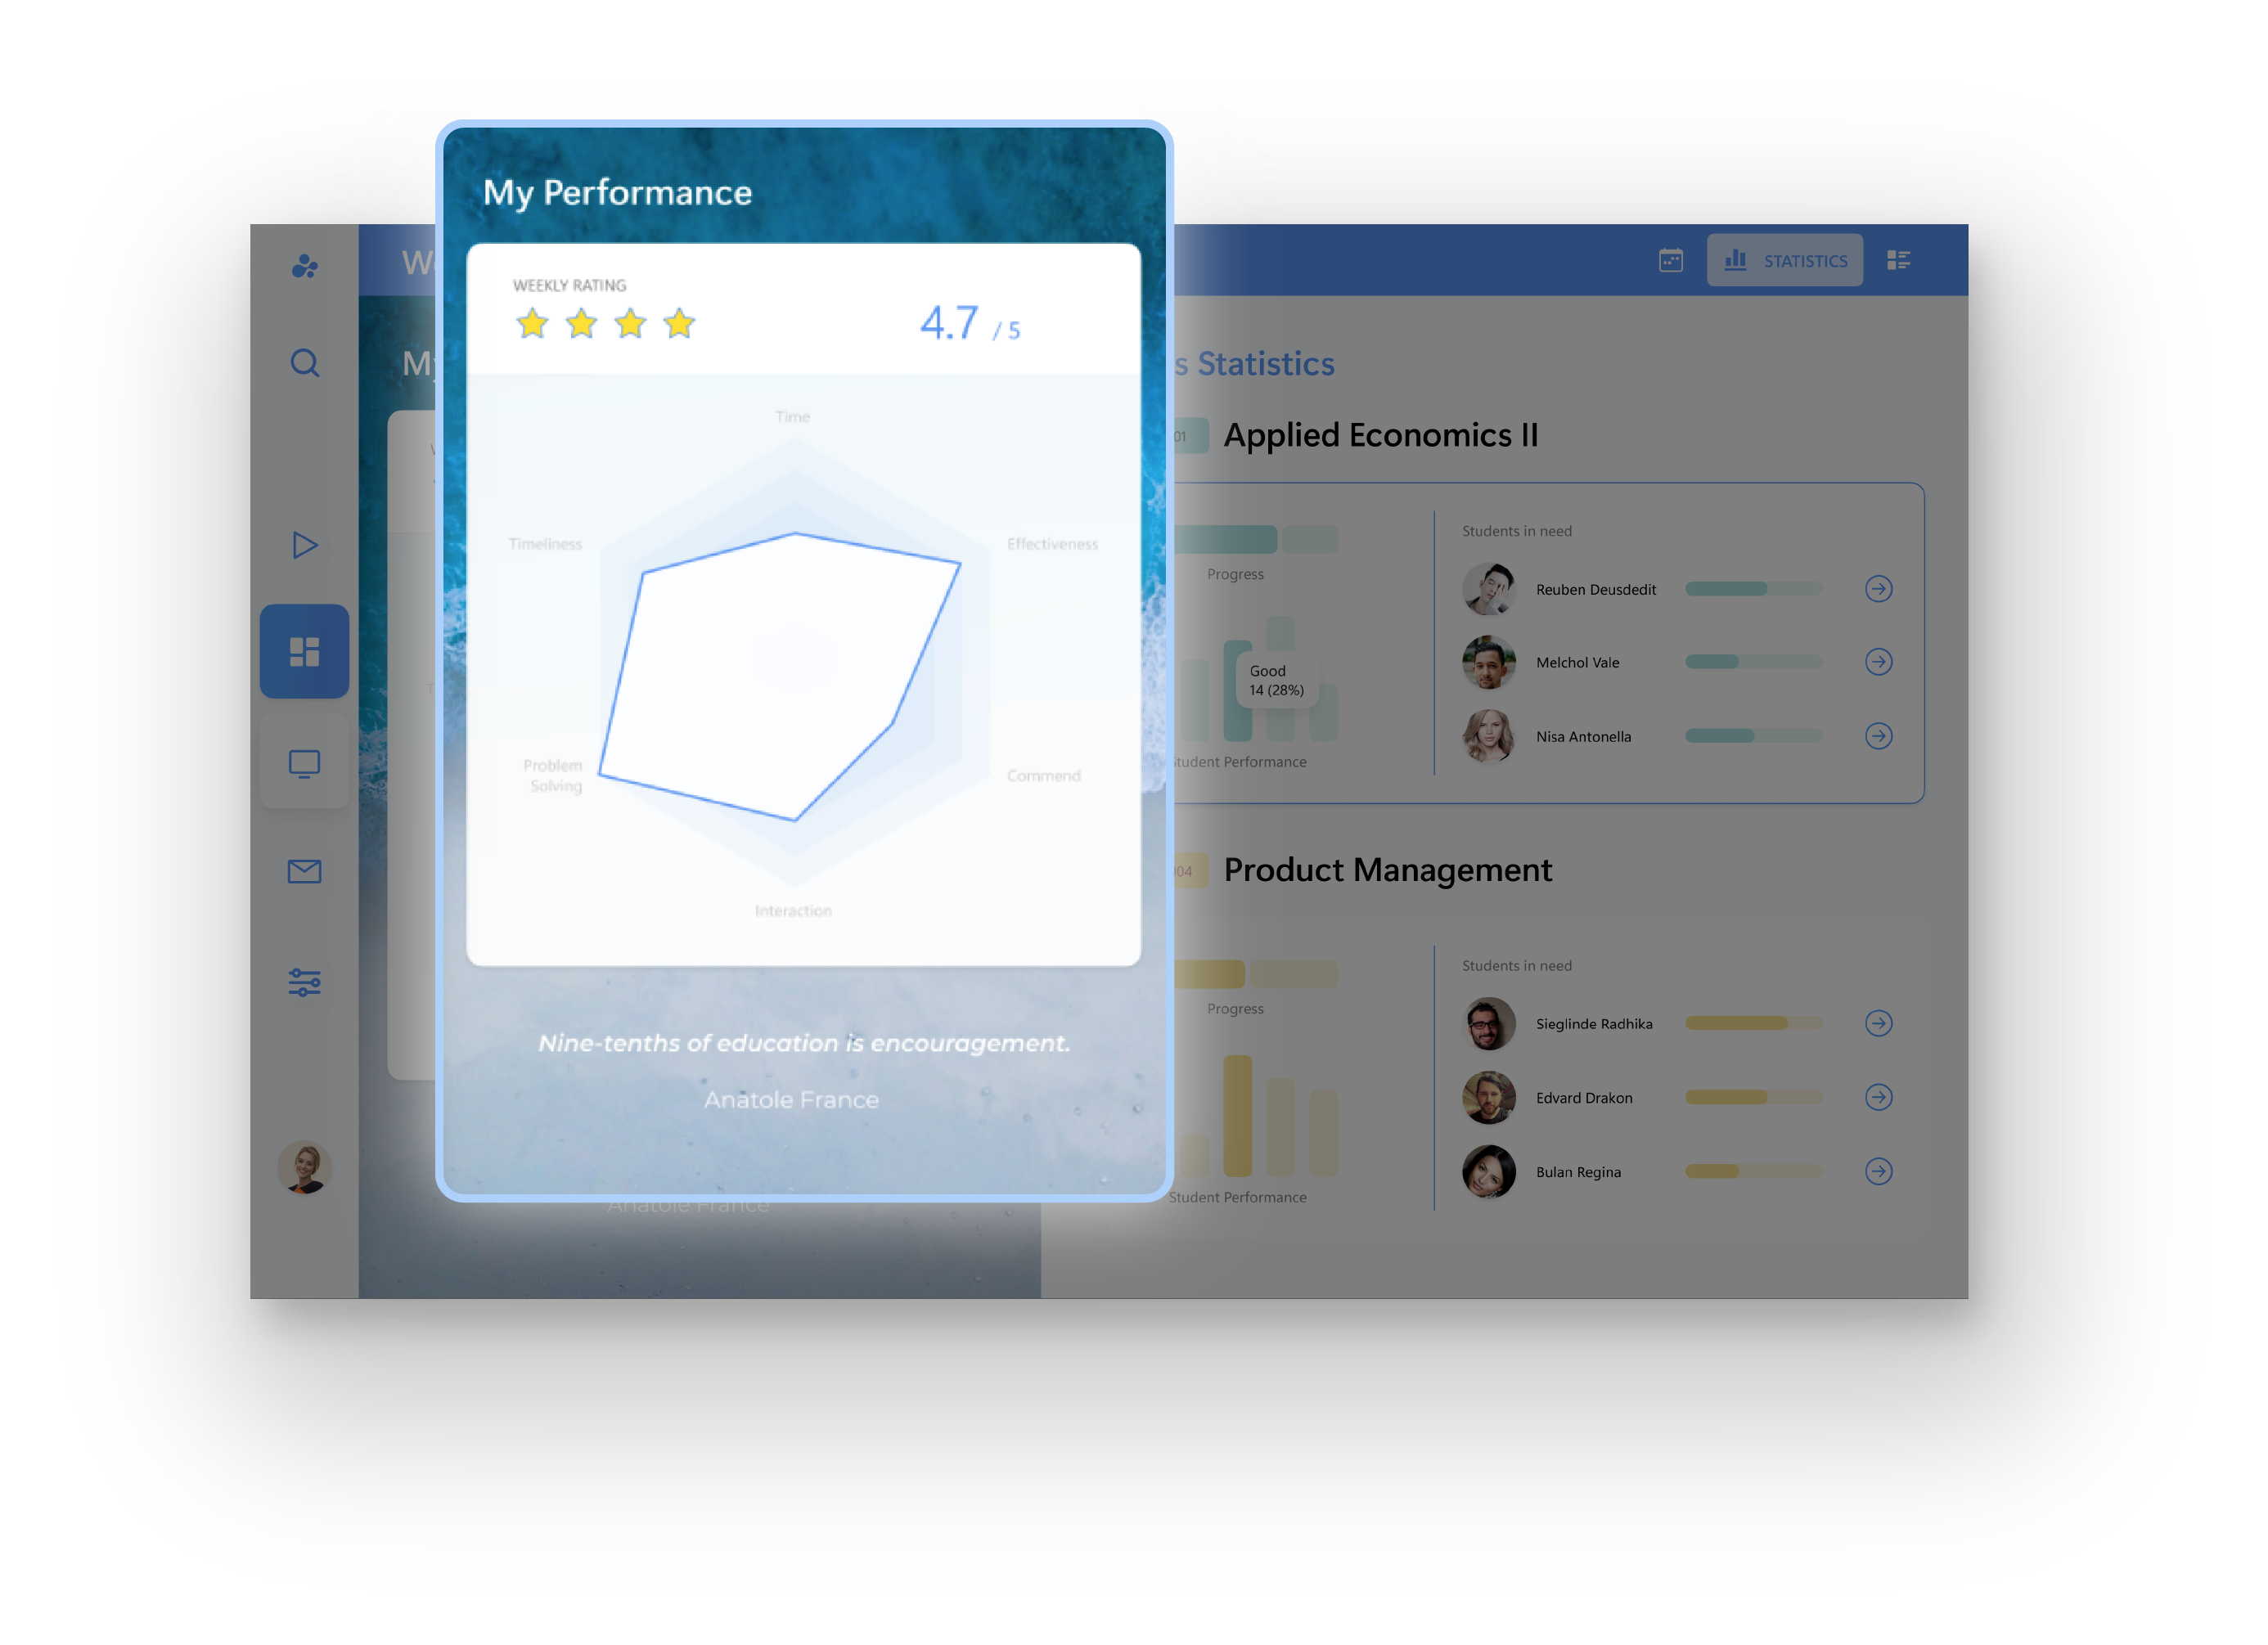 My Performance
WEEKLY RATING
4.7 / 5
Time
Timeliness
Effectiveness
Problem
Solving
Commend
Interaction
Nine-tenths of education is encouragement.
Anatole France
Anatole France
STATISTICS
Statistics
Applied Economics II
Progress
Good
14 (28%)
Student Performance
Students in need
Reuben Deusdedit
Melchol Vale
Nisa Antonella
Product Management
Progress
Student Performance
Students in need
Sieglinde Radhika
Edvard Drakon
Bulan Regina